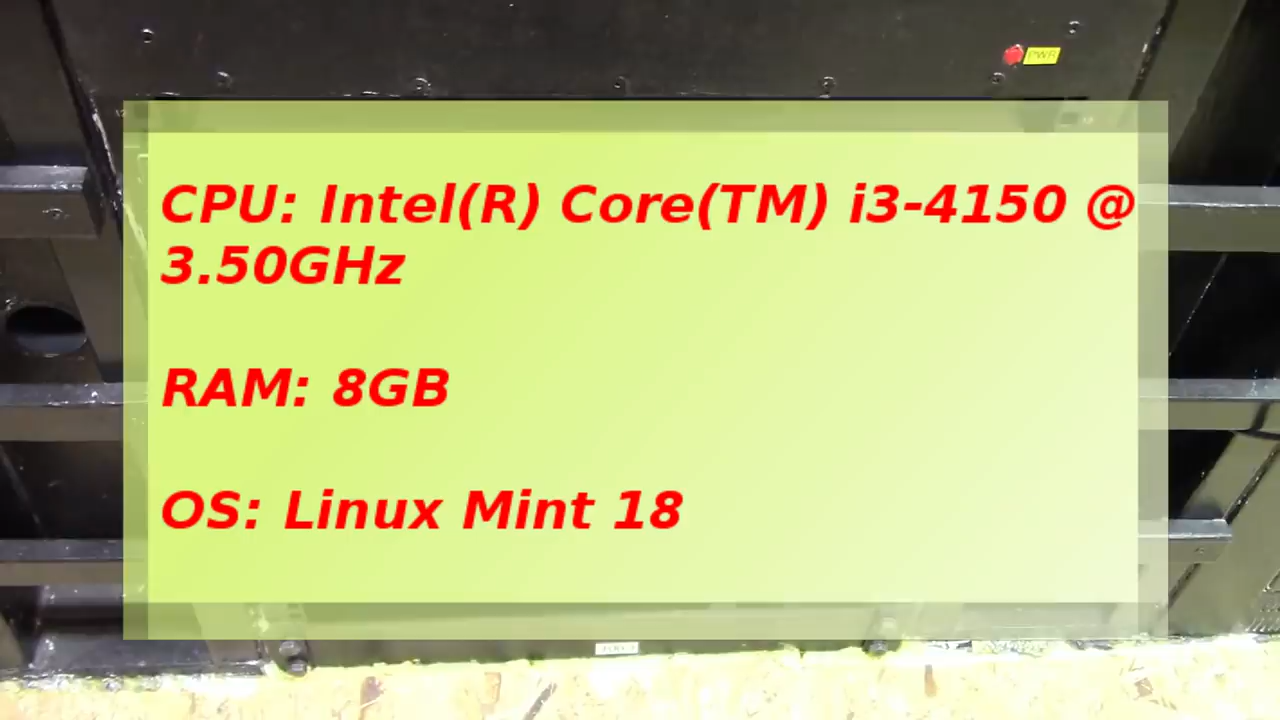 PWR
CPU: Intel(R) Core(TM) i3-4150 @
3.50GHz
RAM: 8GB
OS: Linux Mint 18